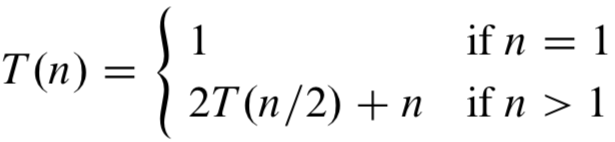 T(n) = { 1 if n = 1
2T(n/2) + n if n > 1